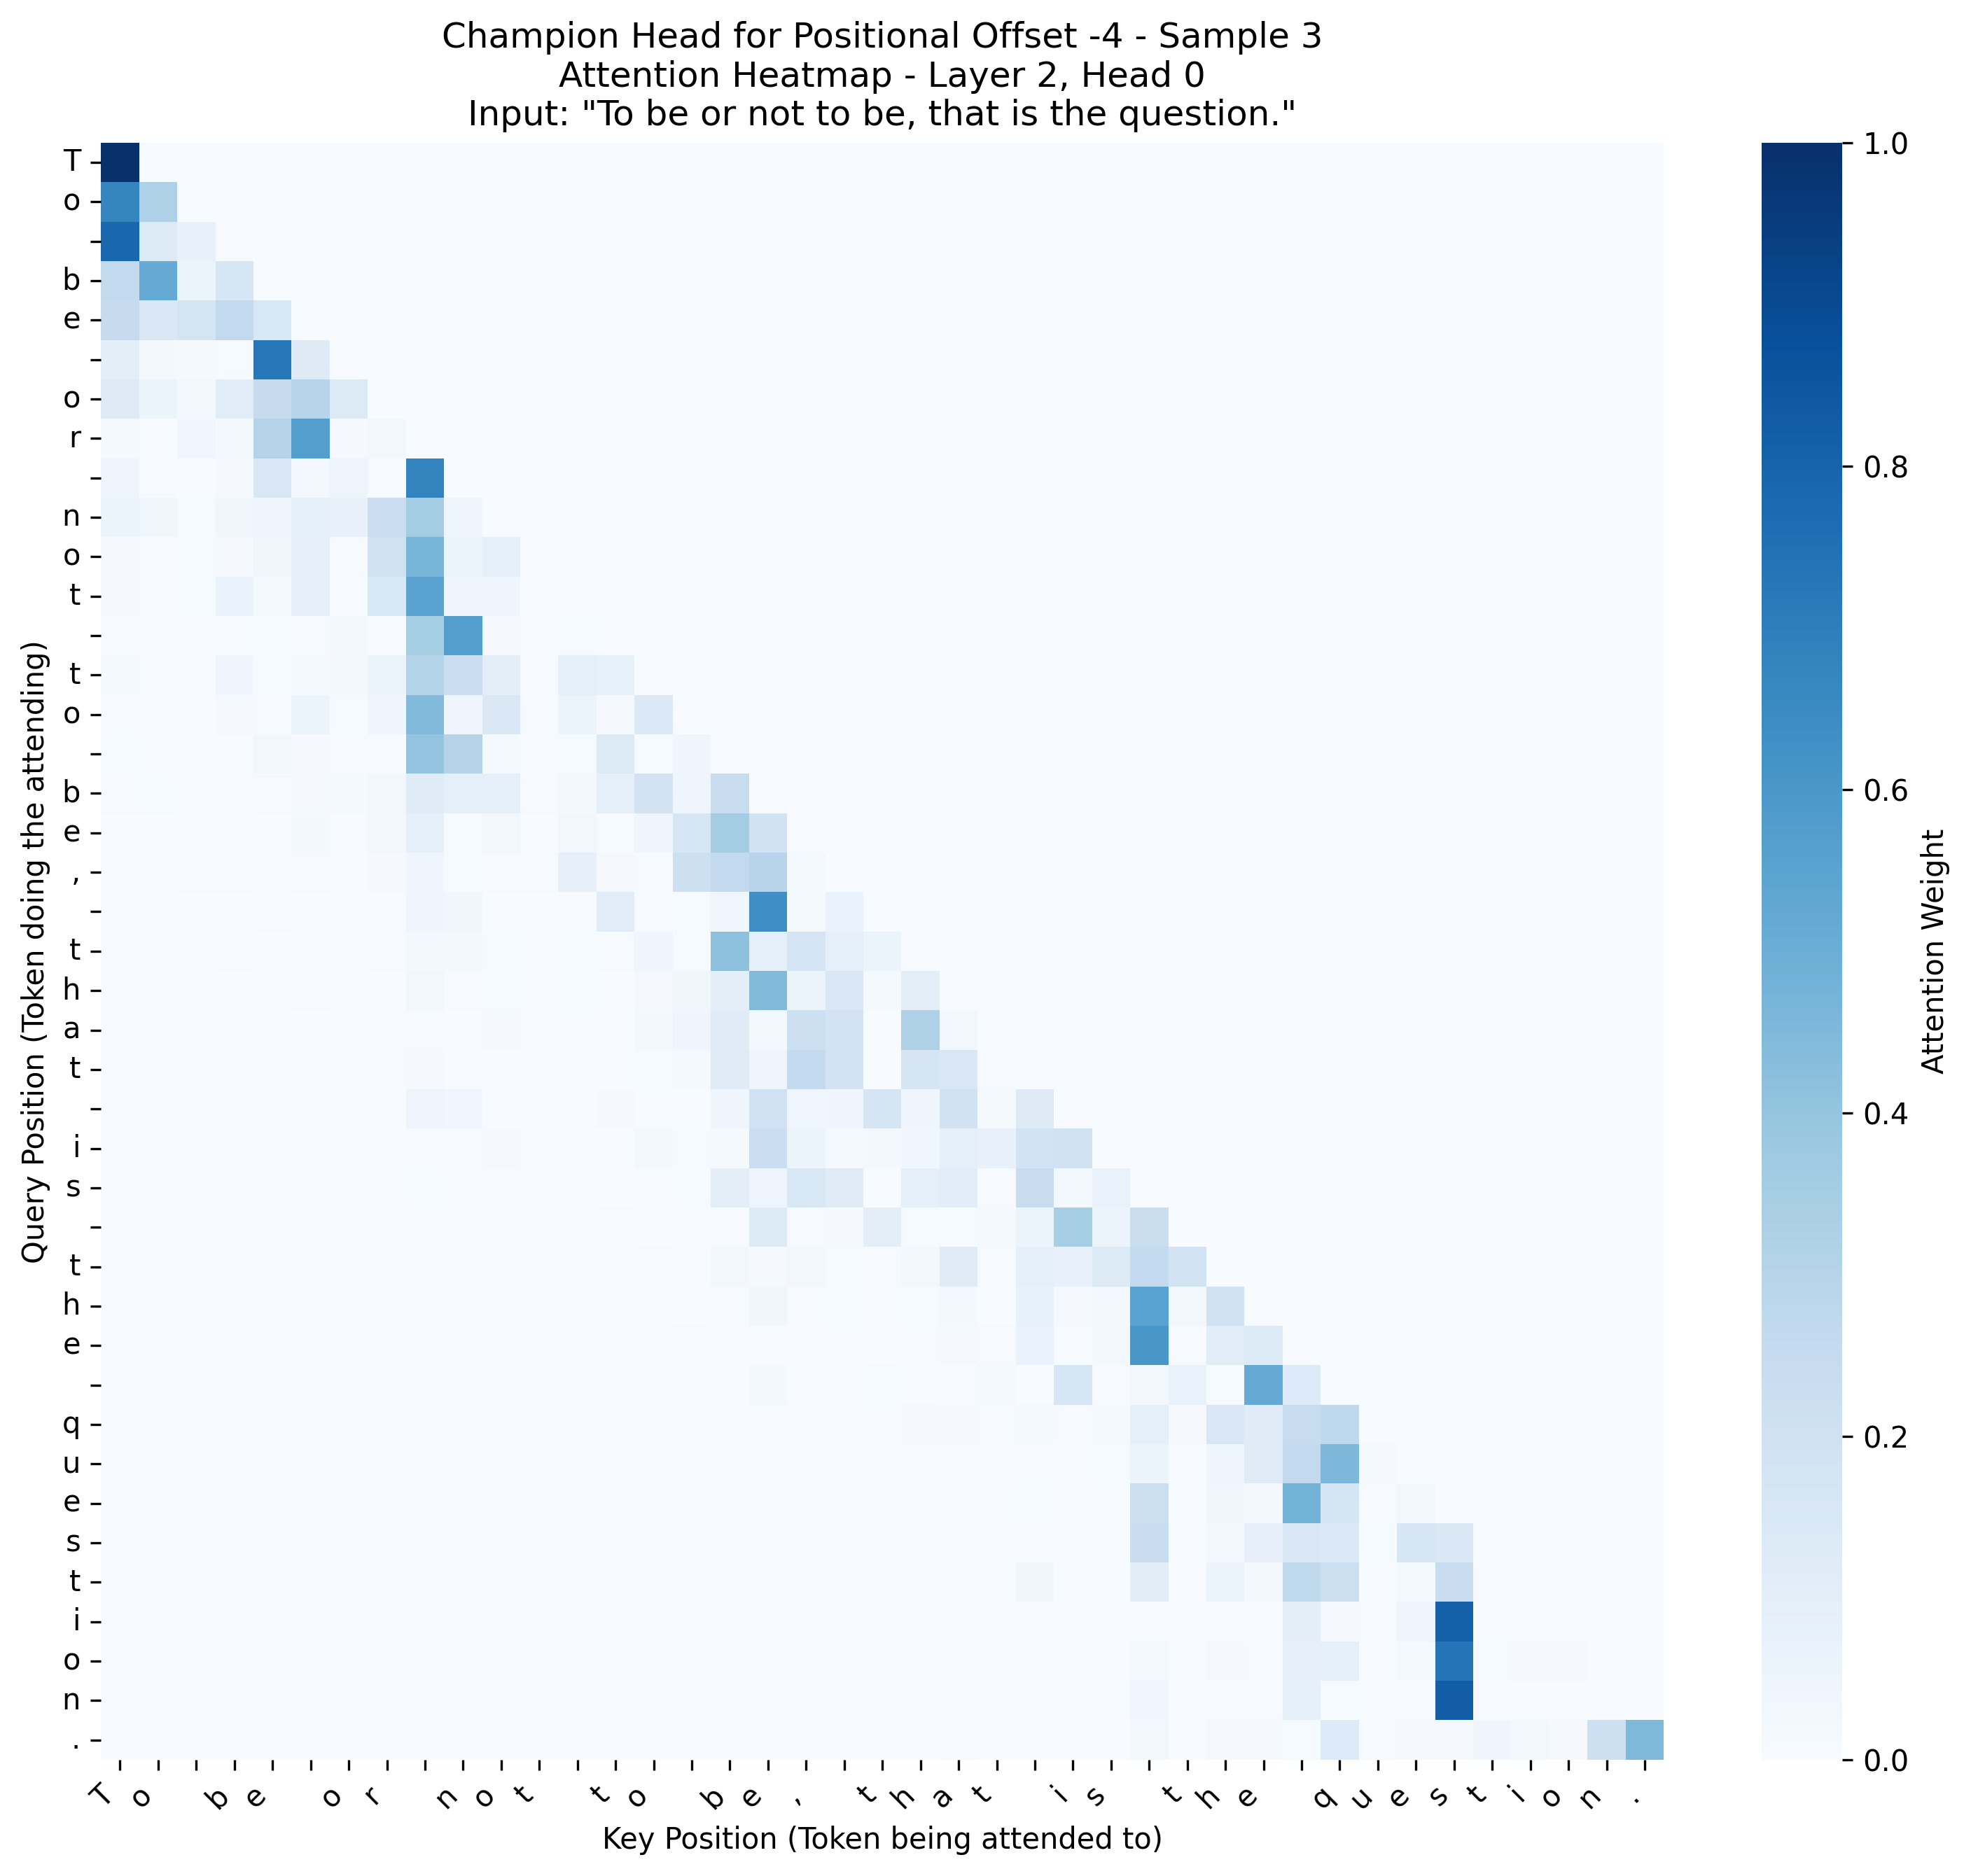 Champion Head for Positional Offset -4 - Sample 3
Attention Heatmap - Layer 2, Head 0
Input: "To be or not to be, that is the question."
T
o
b
e
o
r
n
o
t
t
o
b
e
,
t
h
a
t
i
s
t
h
e
q
u
e
s
t
i
o
n
.
Query Position (Token doing the attending)
T o b e o r n o t t o b e , t h a t i s t h e q u e s t i o n .
Key Position (Token being attended to)
1.0
0.8
0.6
0.4
0.2
0.0
Attention Weight